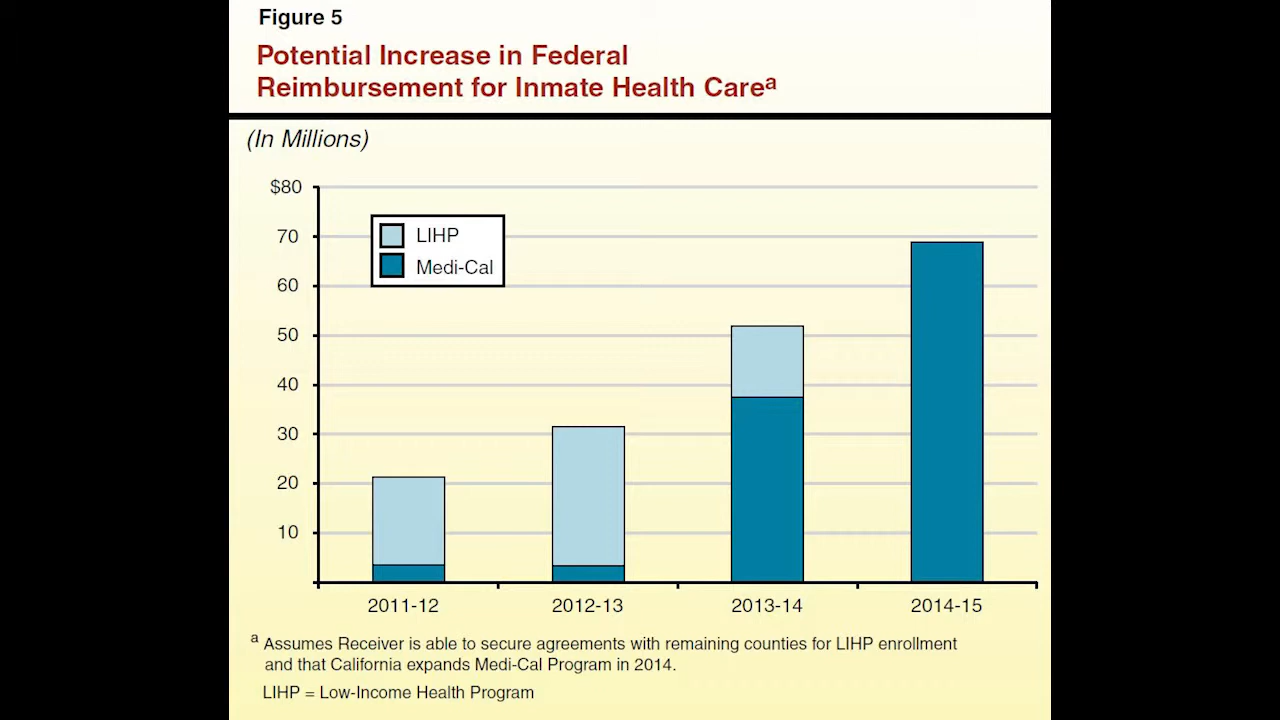 Figure 5
Potential Increase in Federal
Reimbursement for Inmate Health Careᵃ
(In Millions)
$80
70
60
50
40
30
20
10
LIHP
Medi-Cal
2011-12
2012-13
2013-14
2014-15
ᵃ Assumes Receiver is able to secure agreements with remaining counties for LIHP enrollment
and that California expands Medi-Cal Program in 2014.
LIHP = Low-Income Health Program